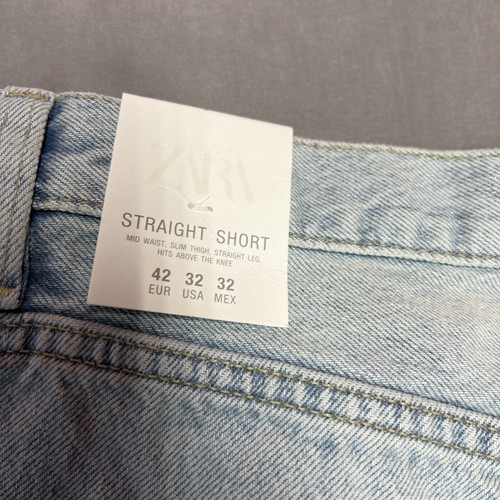 ZARA
STRAIGHT SHORT
MID WAIST, SLIM THIGH, STRAIGHT LEG,
HITS ABOVE THE KNEE
42 32 32
EUR USA MEX